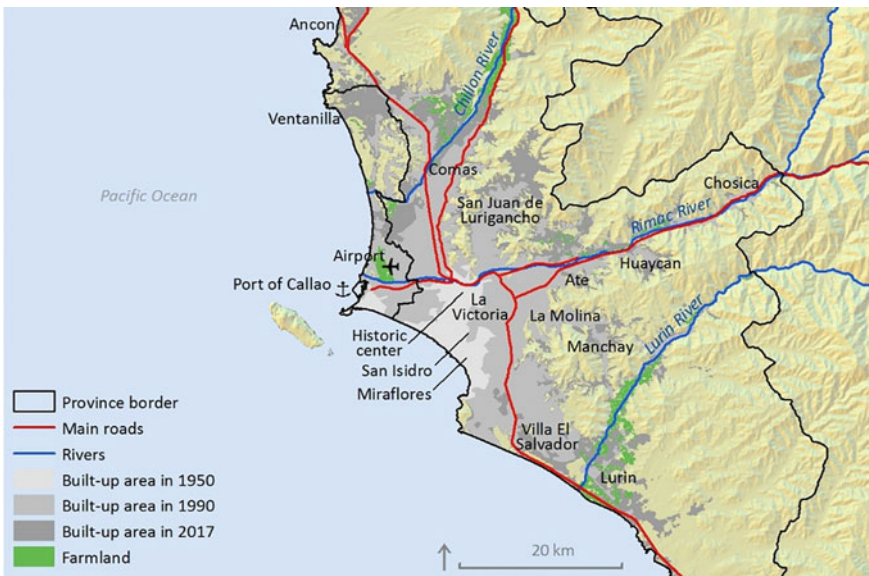 Ancon
Chillon River
Ventanilla
Comas
Pacific Ocean
San Juan de
Lurigancho
Chosica
Rimac River
Airport
Huaycan
Port of Callao
Ate
La
Victoria
La Molina
Lurin River
Historic
center
Manchay
San Isidro
Miraflores
Villa El
Salvador
Lurin
Province border
Main roads
Rivers
Built-up area in 1950
Built-up area in 1990
Built-up area in 2017
Farmland
20 km